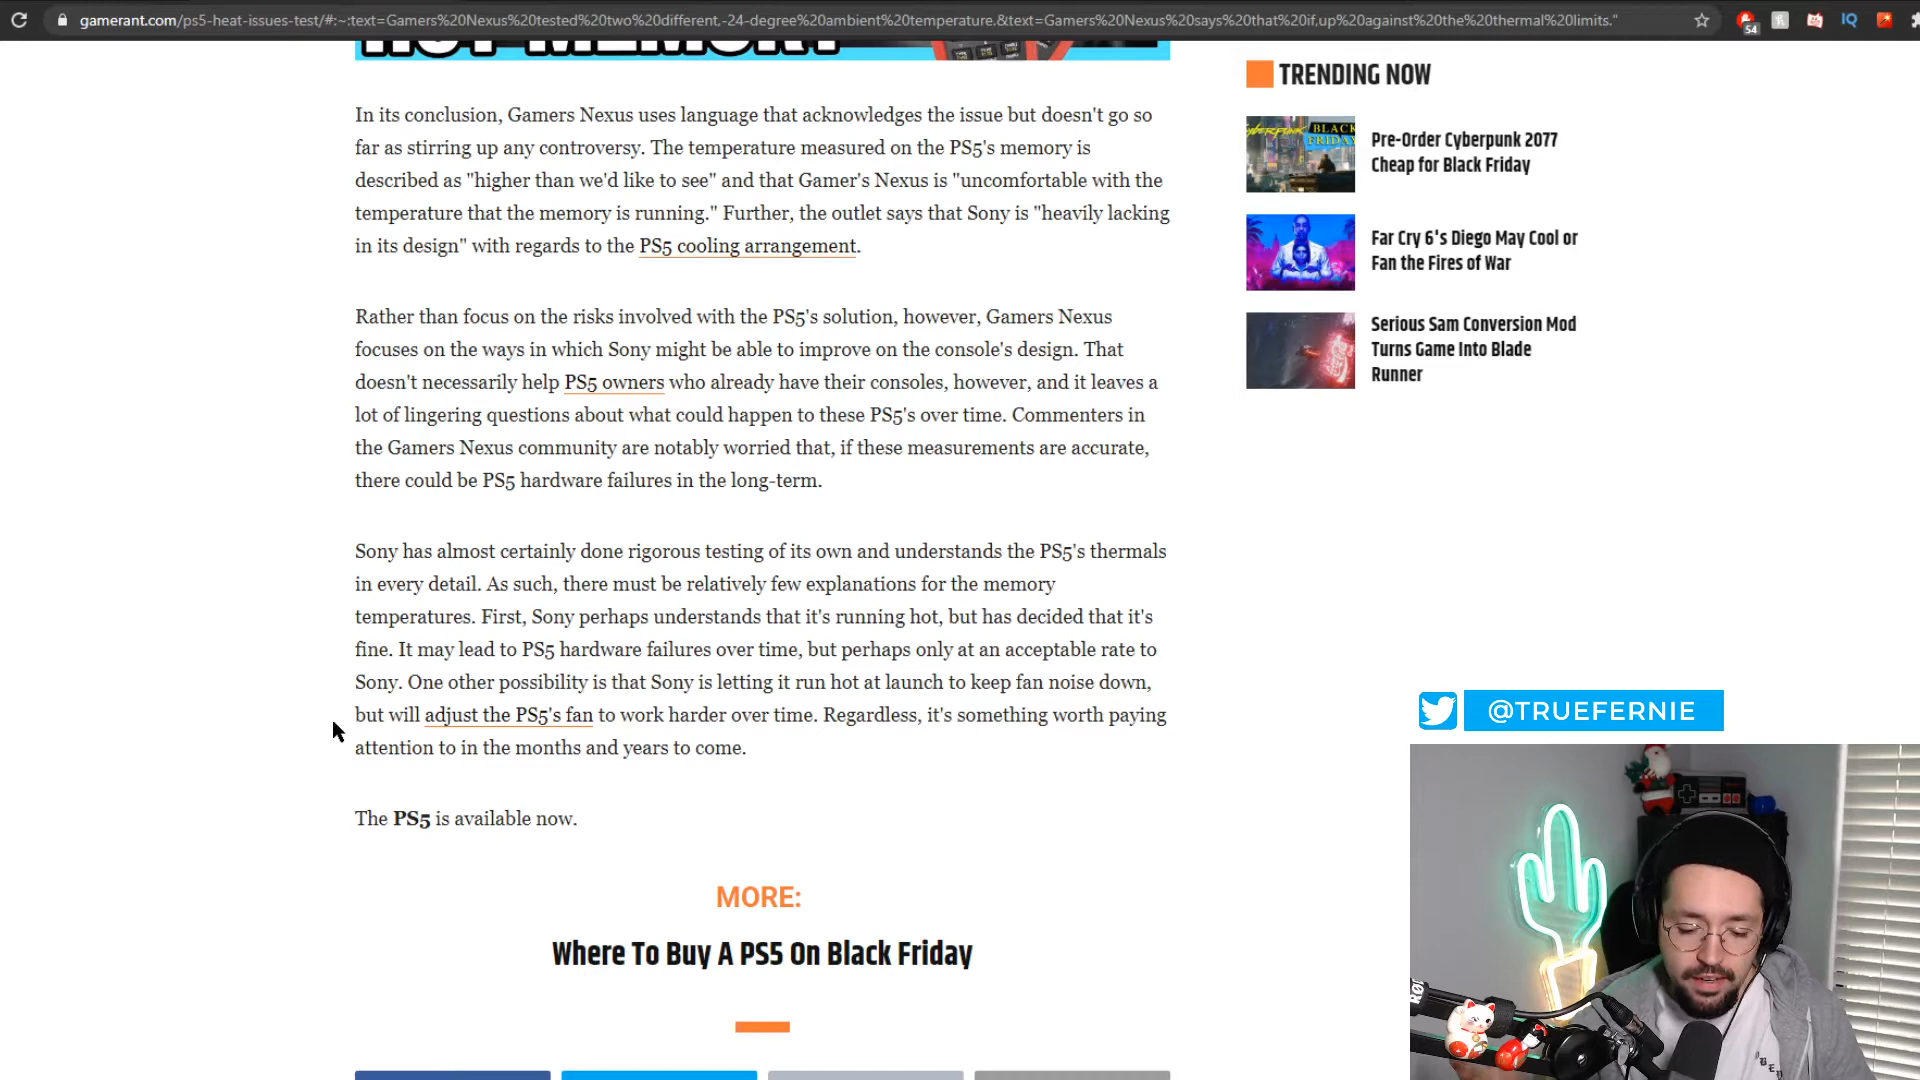 gamerant.com/ps5-heat-issues-test/#:~:text=Gamers%20Nexus%20tested%20two%20different,-24-degree%20ambient%20temperature.&text=Gamers%20Nexus%20says%20that%20if,up%20against%20the%20thermal%20limits."
54
IQ
HOT MEMORY
In its conclusion, Gamers Nexus uses language that acknowledges the issue but doesn't go so
far as stirring up any controversy. The temperature measured on the PS5's memory is
described as "higher than we'd like to see" and that Gamer's Nexus is "uncomfortable with the
temperature that the memory is running." Further, the outlet says that Sony is "heavily lacking
in its design" with regards to the PS5 cooling arrangement.
Rather than focus on the risks involved with the PS5's solution, however, Gamers Nexus
focuses on the ways in which Sony might be able to improve on the console's design. That
doesn't necessarily help PS5 owners who already have their consoles, however, and it leaves a
lot of lingering questions about what could happen to these PS5's over time. Commenters in
the Gamers Nexus community are notably worried that, if these measurements are accurate,
there could be PS5 hardware failures in the long-term.
Sony has almost certainly done rigorous testing of its own and understands the PS5's thermals
in every detail. As such, there must be relatively few explanations for the memory
temperatures. First, Sony perhaps understands that it's running hot, but has decided that it's
fine. It may lead to PS5 hardware failures over time, but perhaps only at an acceptable rate to
Sony. One other possibility is that Sony is letting it run hot at launch to keep fan noise down,
but will adjust the PS5's fan to work harder over time. Regardless, it's something worth paying
attention to in the months and years to come.
The PS5 is available now.
MORE:
Where To Buy A PS5 On Black Friday
TRENDING NOW
BLACK
FRIDAY
Pre-Order Cyberpunk 2077
Cheap for Black Friday
Far Cry 6's Diego May Cool or
Fan the Fires of War
Serious Sam Conversion Mod
Turns Game Into Blade
Runner
@TRUEFERNIE